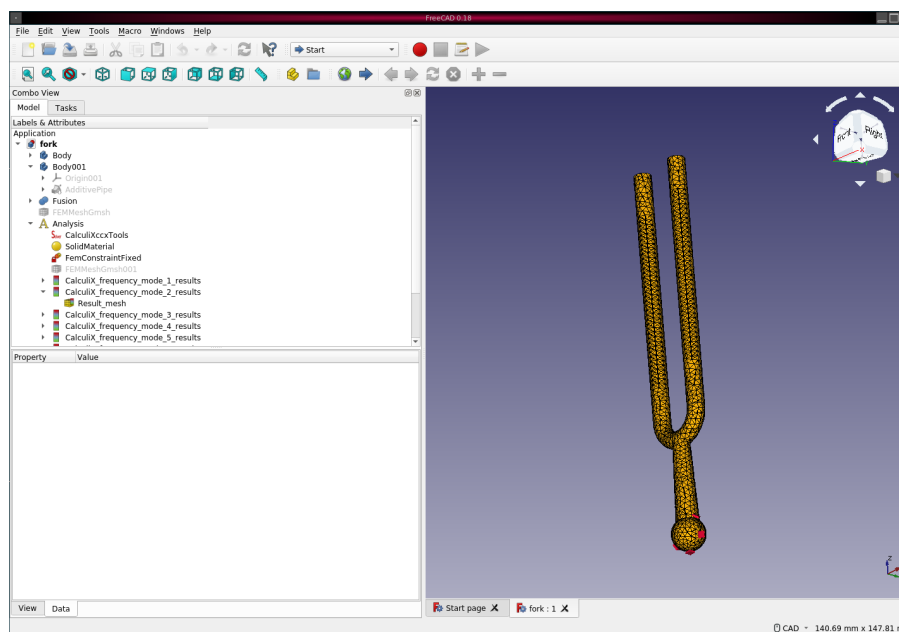 FreeCAD 0.18
File Edit View Tools Macro Windows Help
Start
Combo View
Model Tasks
Labels & Attributes
Application
fork
Body
Body001
Origin001
AdditivePipe
Fusion
FEMMeshGmsh
Analysis
CalculiXccxTools
SolidMaterial
FemConstraintFixed
FEMMeshGmsh001
CalculiX_frequency_mode_1_results
CalculiX_frequency_mode_2_results
Result_mesh
CalculiX_frequency_mode_3_results
CalculiX_frequency_mode_4_results
CalculiX_frequency_mode_5_results
Property Value
Right
Z
X
View Data
Start page fork : 1
CAD 140.69 mm x 147.81